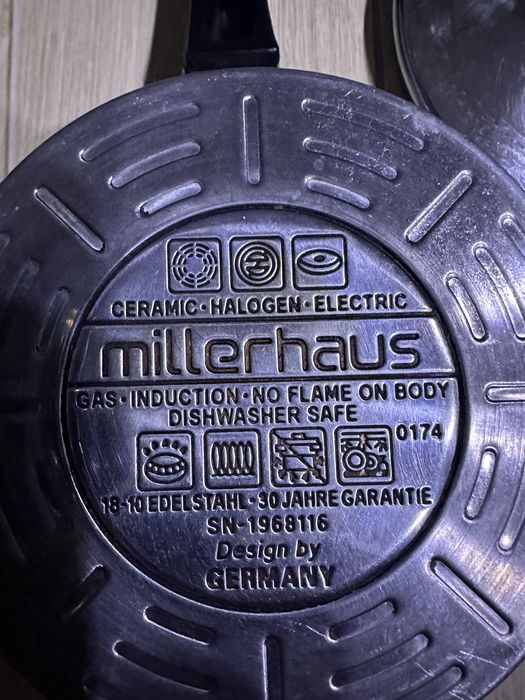 CERAMIC·HALOGEN·ELECTRIC
millerhaus
GAS·INDUCTION·NO FLAME ON BODY
DISHWASHER SAFE
0174
18-10 EDELSTAHL·30 JAHRE GARANTIE
SN-1968116
Design by
GERMANY